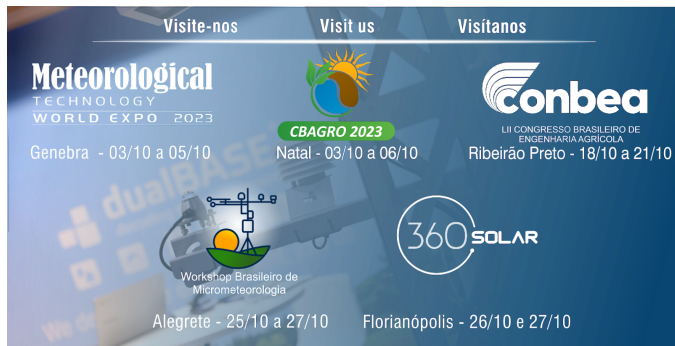 Visite-nos Visit us Visítanos
Meteorological
TECHNOLOGY
WORLD EXPO 2023
Genebra - 03/10 a 05/10
CBAGRO 2023
Natal - 03/10 a 06/10
conbea
LII CONGRESSO BRASILEIRO DE
ENGENHARIA AGRÍCOLA
Ribeirão Preto - 18/10 a 21/10
dualBASE
Workshop Brasileiro de
Micrometeorologia
Alegrete - 25/10 a 27/10
360 SOLAR
Florianópolis - 26/10 e 27/10